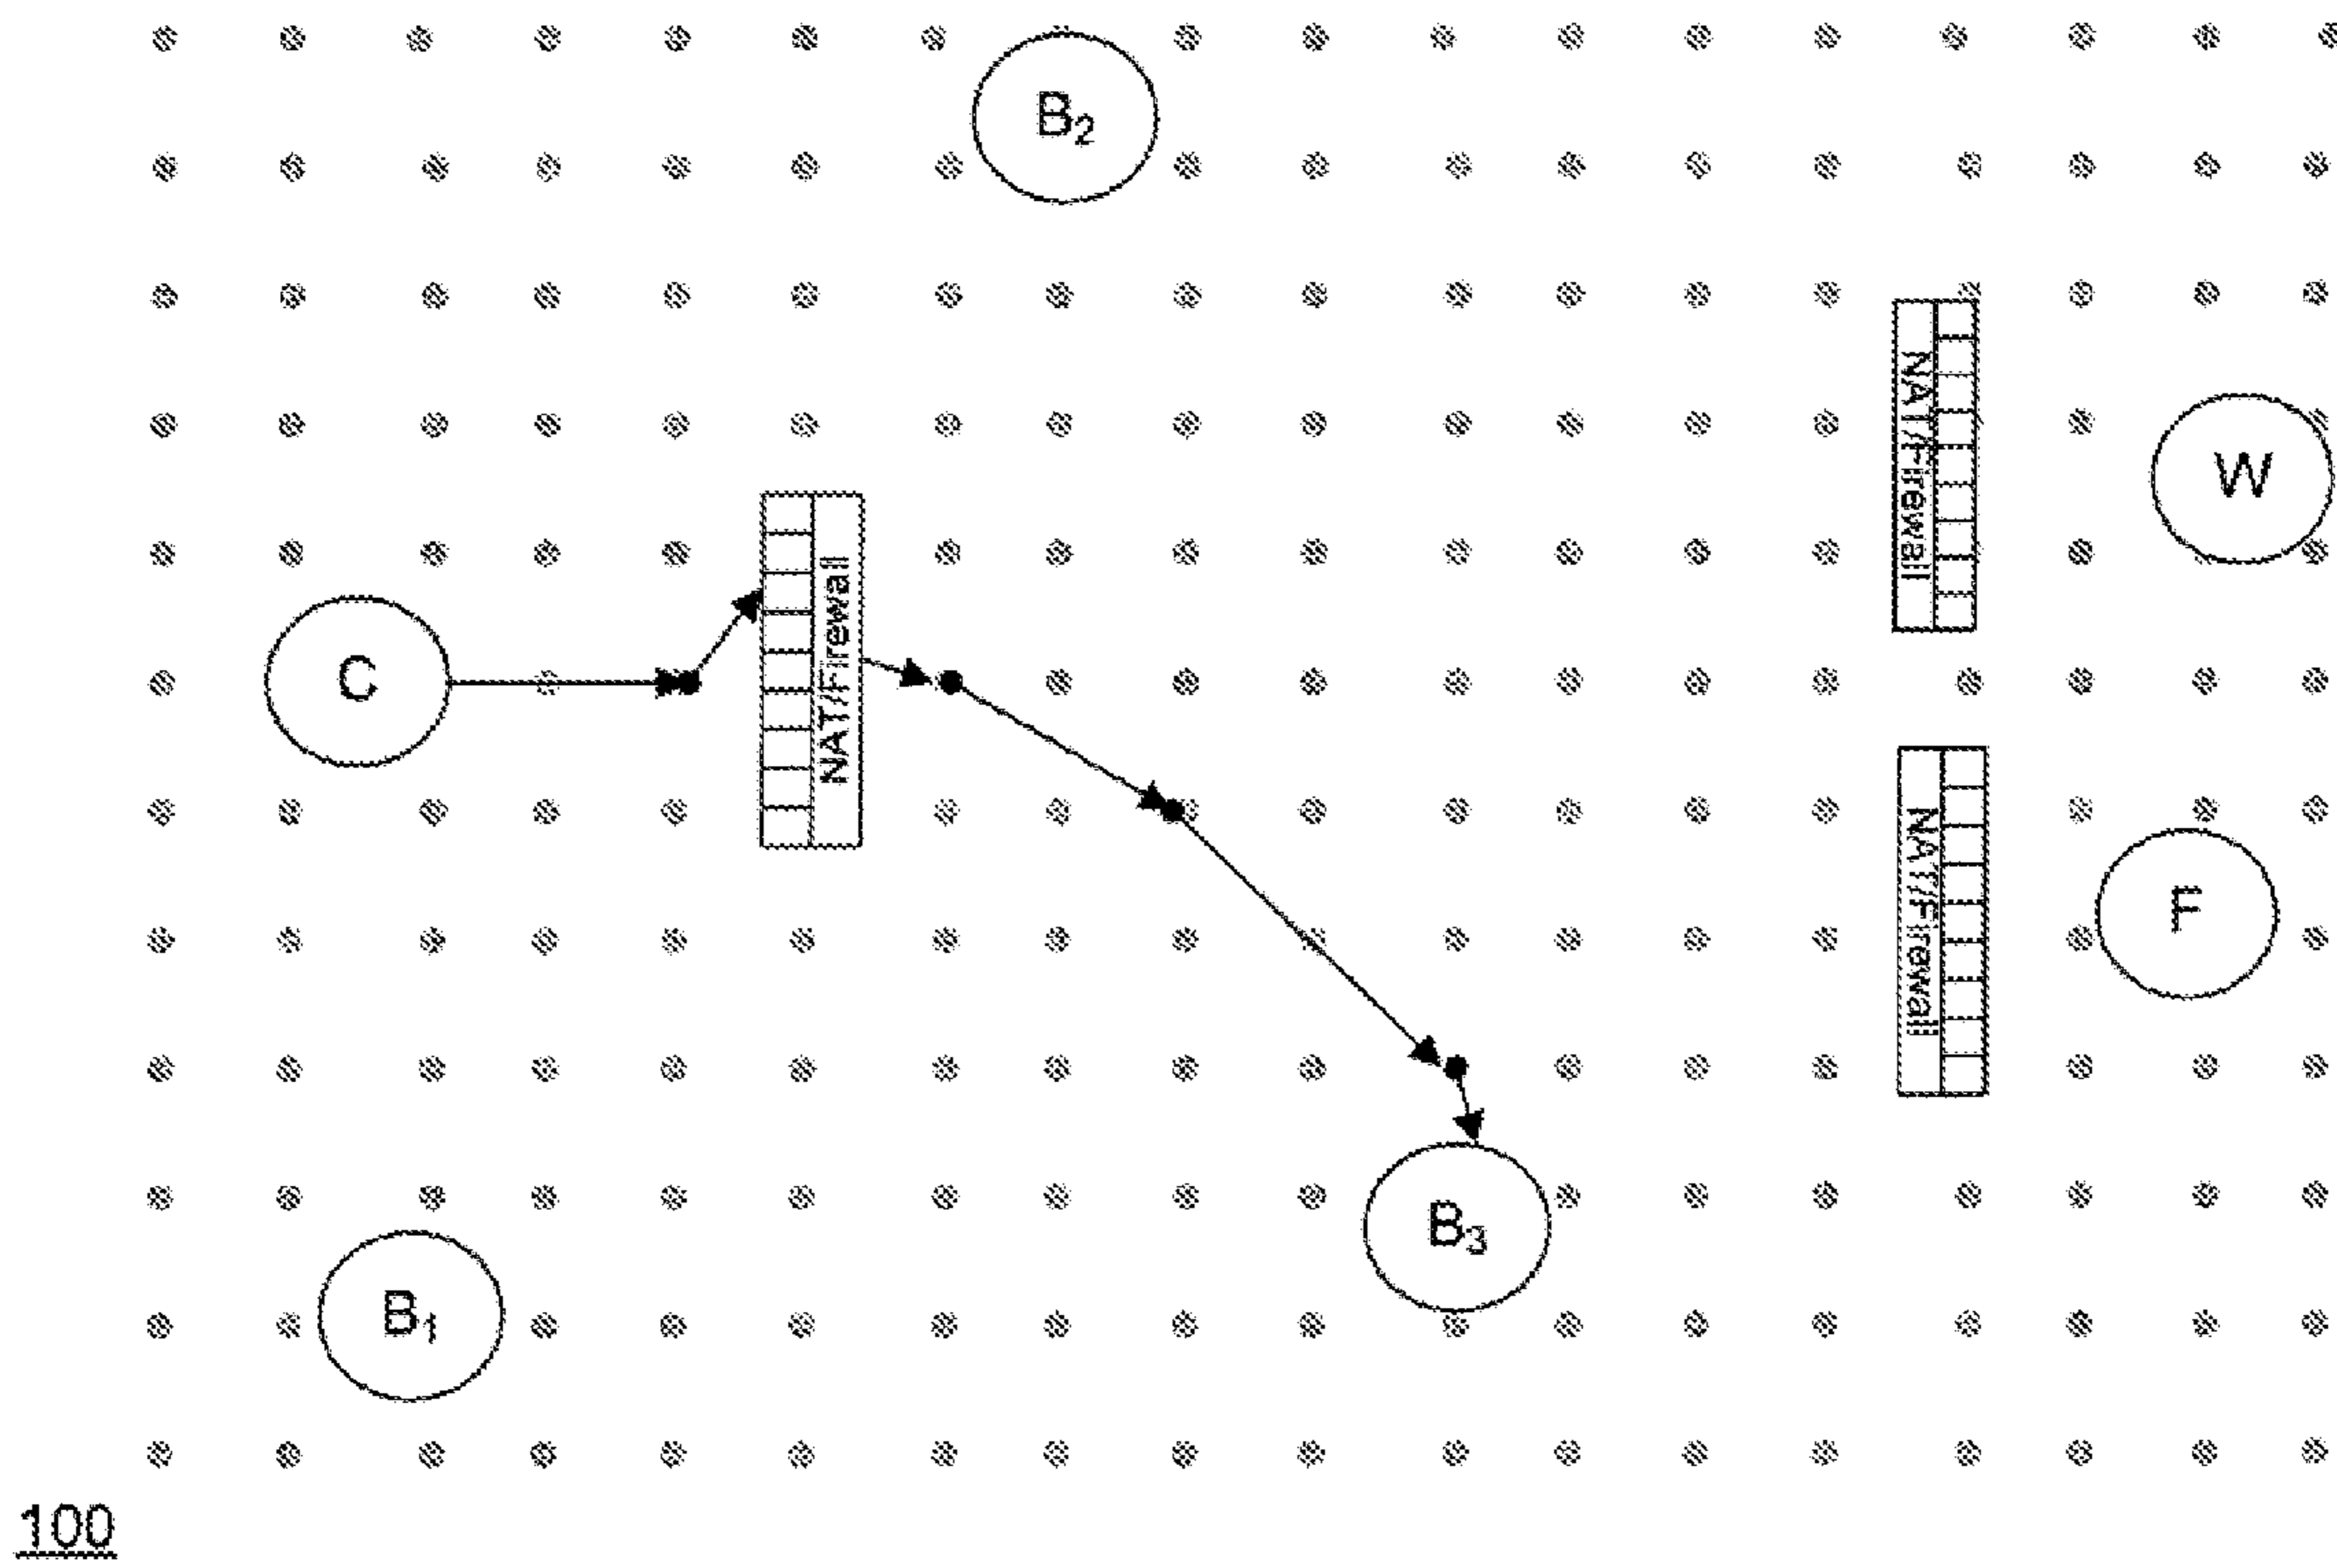 B₂
NAT/Firewall
W
C
NAT/Firewall
NAT/Firewall
F
B₃
B₁
100